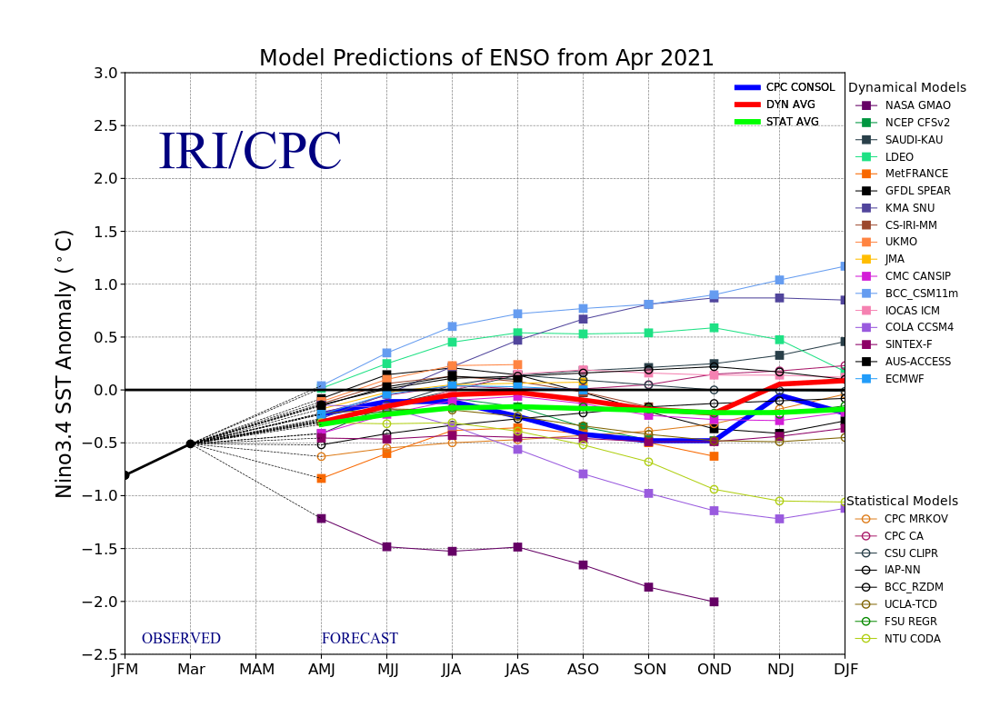 Model Predictions of ENSO from Apr 2021
IRI/CPC
CPC CONSOL
DYN AVG
STAT AVG
Nino3.4 SST Anomaly (°C)
3.0
2.5
2.0
1.5
1.0
0.5
0.0
−0.5
−1.0
−1.5
−2.0
−2.5
OBSERVED
FORECAST
JFM Mar MAM AMJ MJJ JJA JAS ASO SON OND NDJ DJF
Dynamical Models
NASA GMAO
NCEP CFSv2
SAUDI-KAU
LDEO
MetFRANCE
GFDL SPEAR
KMA SNU
CS-IRI-MM
UKMO
JMA
CMC CANSIP
BCC_CSM11m
IOCAS ICM
COLA CCSM4
SINTEX-F
AUS-ACCESS
ECMWF
Statistical Models
CPC MRKOV
CPC CA
CSU CLIPR
IAP-NN
BCC_RZDM
UCLA-TCD
FSU REGR
NTU CODA